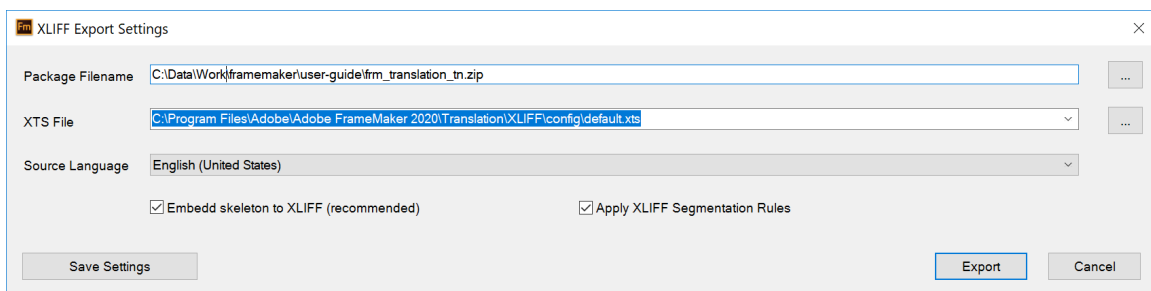 Fm XLIFF Export Settings
Package Filename C:\Data\Work\framemaker\user-guide\frm_translation_tn.zip ...
XTS File C:\Program Files\Adobe\Adobe FrameMaker 2020\Translation\XLIFF\config\default.xts ...
Source Language English (United States)
Embedd skeleton to XLIFF (recommended) Apply XLIFF Segmentation Rules
Save Settings Export Cancel